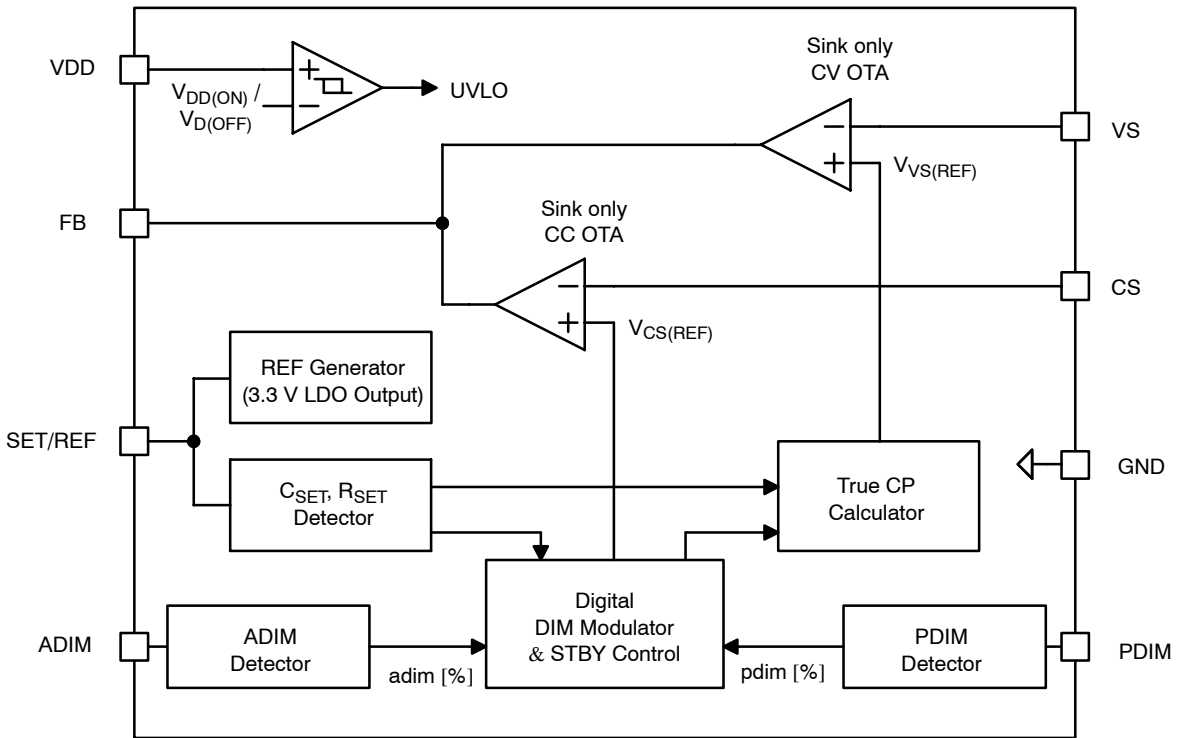 VDD
V_DD(ON) /
V_D(OFF)
+
−
UVLO
Sink only
CV OTA
−
+
VS
V_VS(REF)
FB
Sink only
CC OTA
−
+
CS
V_CS(REF)
REF Generator
(3.3 V LDO Output)
SET/REF
C_SET, R_SET
Detector
True CP
Calculator
GND
ADIM
ADIM
Detector
adim [%]
Digital
DIM Modulator
& STBY Control
pdim [%]
PDIM
Detector
PDIM